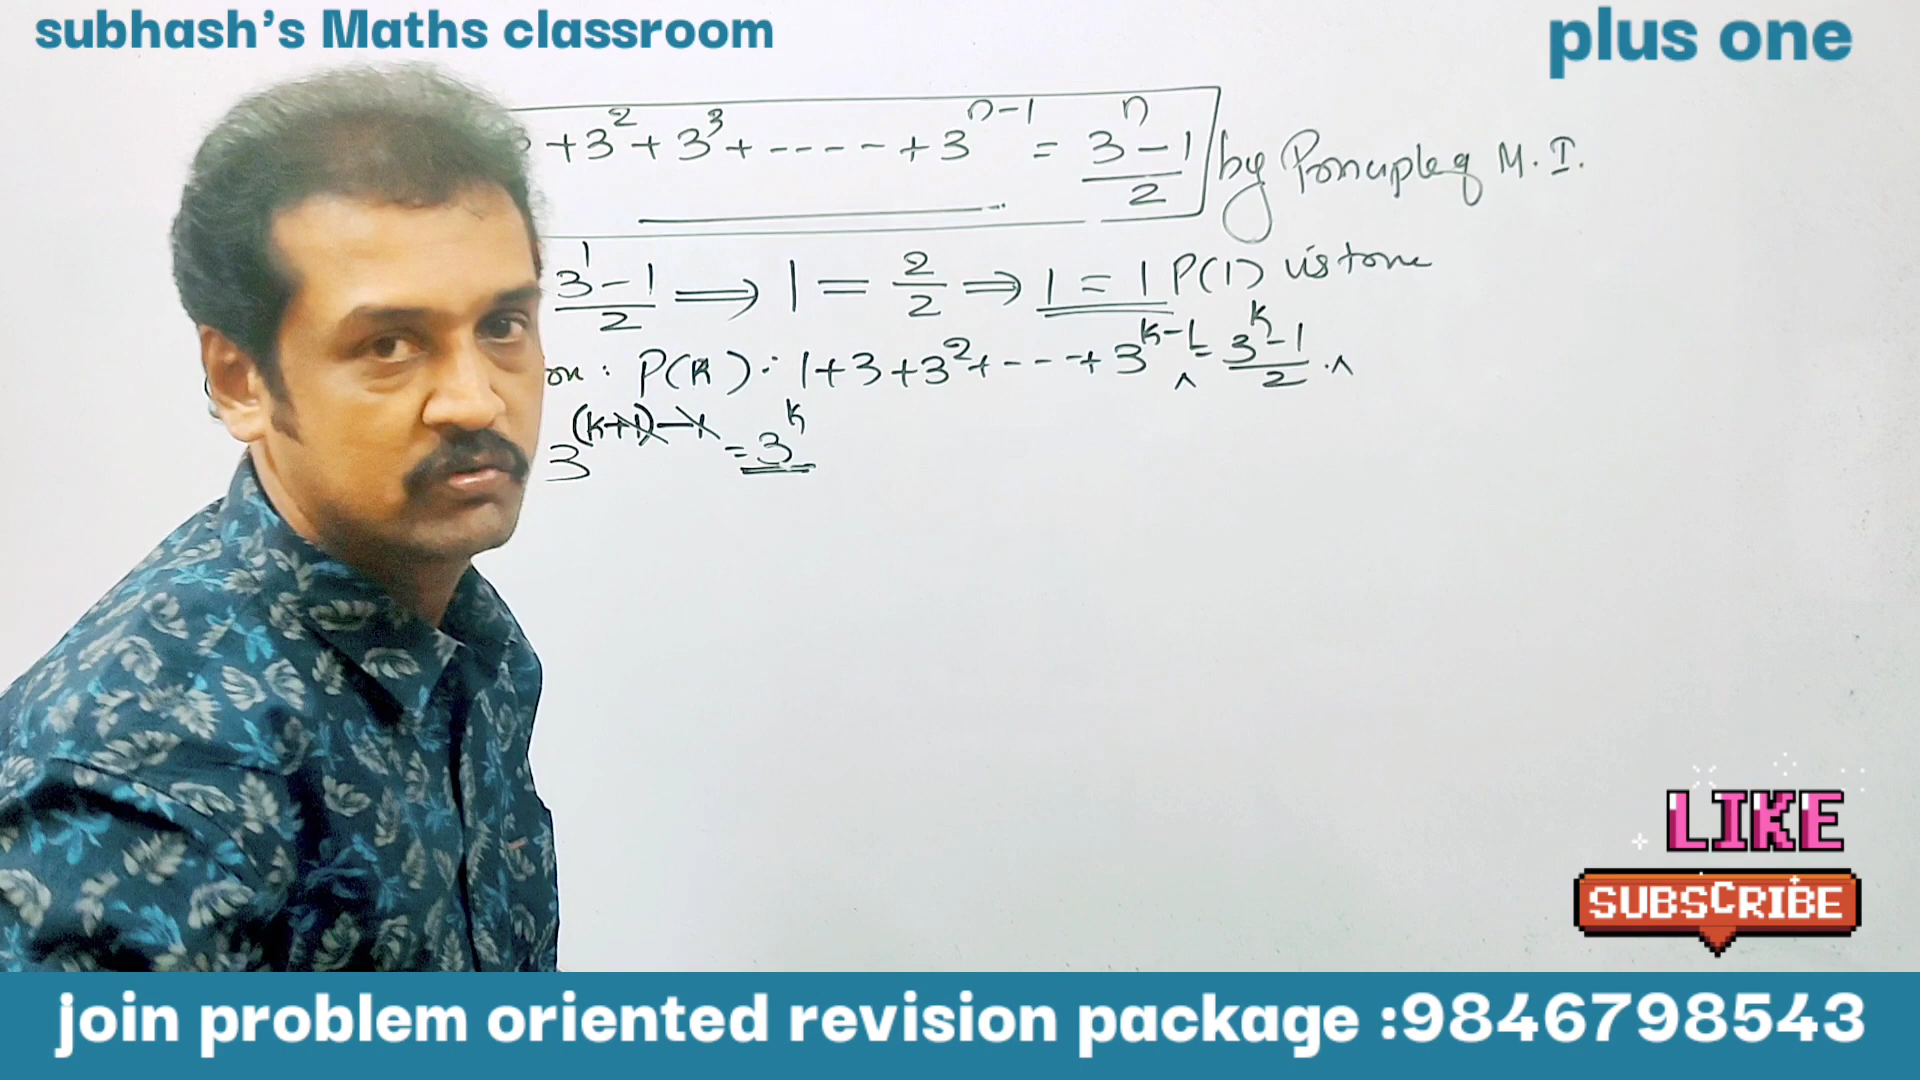 subhash's Maths classroom
plus one
+3²+3³+-----+3ⁿ⁻¹ = (3ⁿ-1)/2 by Principle of M.I.
(3¹-1)/2 ⟹ 1 = 2/2 ⟹ 1 = 1 P(1) is true
on : P(k) : 1+3+3²+---+3ᵏ⁻¹ = (3ᵏ-1)/2 .
3⁽ᵏ⁺¹⁾⁻¹ = 3ᵏ
LIKE
SUBSCRIBE
join problem oriented revision package :9846798543